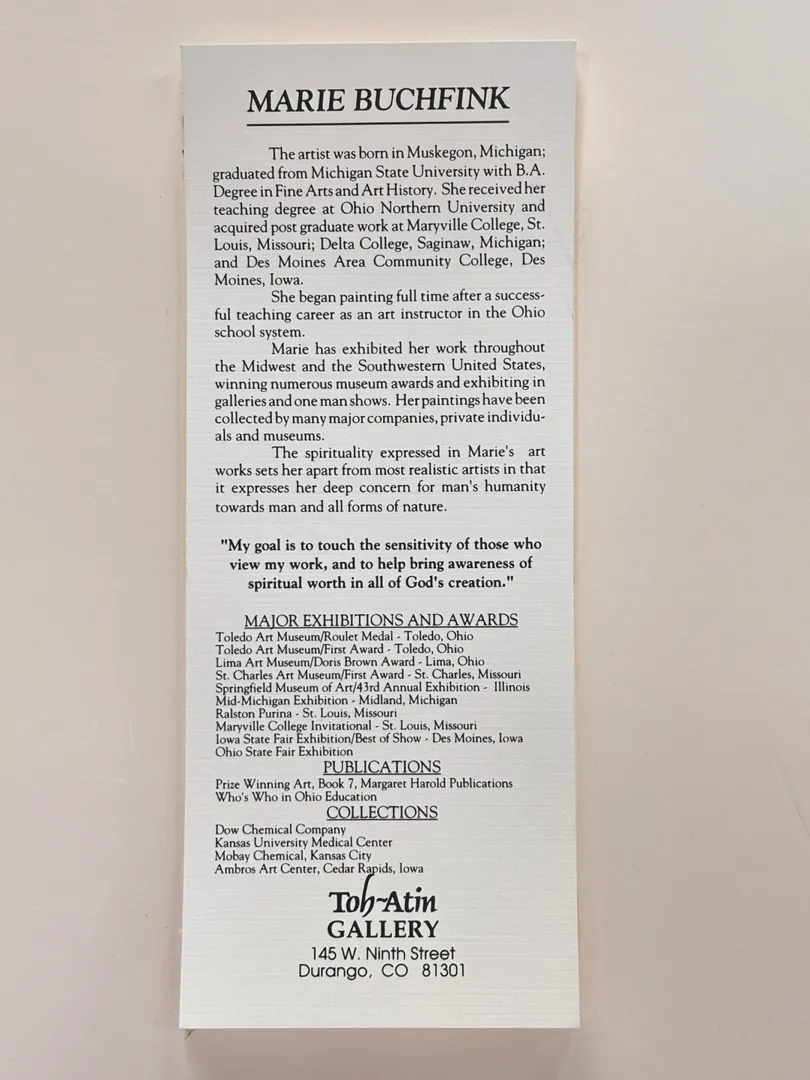 MARIE BUCHFINK
The artist was born in Muskegon, Michigan;
graduated from Michigan State University with B.A.
Degree in Fine Arts and Art History. She received her
teaching degree at Ohio Northern University and
acquired post graduate work at Maryville College, St.
Louis, Missouri; Delta College, Saginaw, Michigan;
and Des Moines Area Community College, Des
Moines, Iowa.
She began painting full time after a success-
ful teaching career as an art instructor in the Ohio
school system.
Marie has exhibited her work throughout
the Midwest and the Southwestern United States,
winning numerous museum awards and exhibiting in
galleries and one man shows. Her paintings have been
collected by many major companies, private individu-
als and museums.
The spirituality expressed in Marie's art
works sets her apart from most realistic artists in that
it expresses her deep concern for man's humanity
towards man and all forms of nature.
"My goal is to touch the sensitivity of those who
view my work, and to help bring awareness of
spiritual worth in all of God's creation."
MAJOR EXHIBITIONS AND AWARDS
Toledo Art Museum/Roulet Medal - Toledo, Ohio
Toledo Art Museum/First Award - Toledo, Ohio
Lima Art Museum/Doris Brown Award - Lima, Ohio
St. Charles Art Museum/First Award - St. Charles, Missouri
Springfield Museum of Art/43rd Annual Exhibition - Illinois
Mid-Michigan Exhibition - Midland, Michigan
Ralston Purina - St. Louis, Missouri
Maryville College Invitational - St. Louis, Missouri
Iowa State Fair Exhibition/Best of Show - Des Moines, Iowa
Ohio State Fair Exhibition
PUBLICATIONS
Prize Winning Art, Book 7, Margaret Harold Publications
Who's Who in Ohio Education
COLLECTIONS
Dow Chemical Company
Kansas University Medical Center
Mobay Chemical, Kansas City
Ambros Art Center, Cedar Rapids, Iowa
Toh-Atin
GALLERY
145 W. Ninth Street
Durango, CO 81301